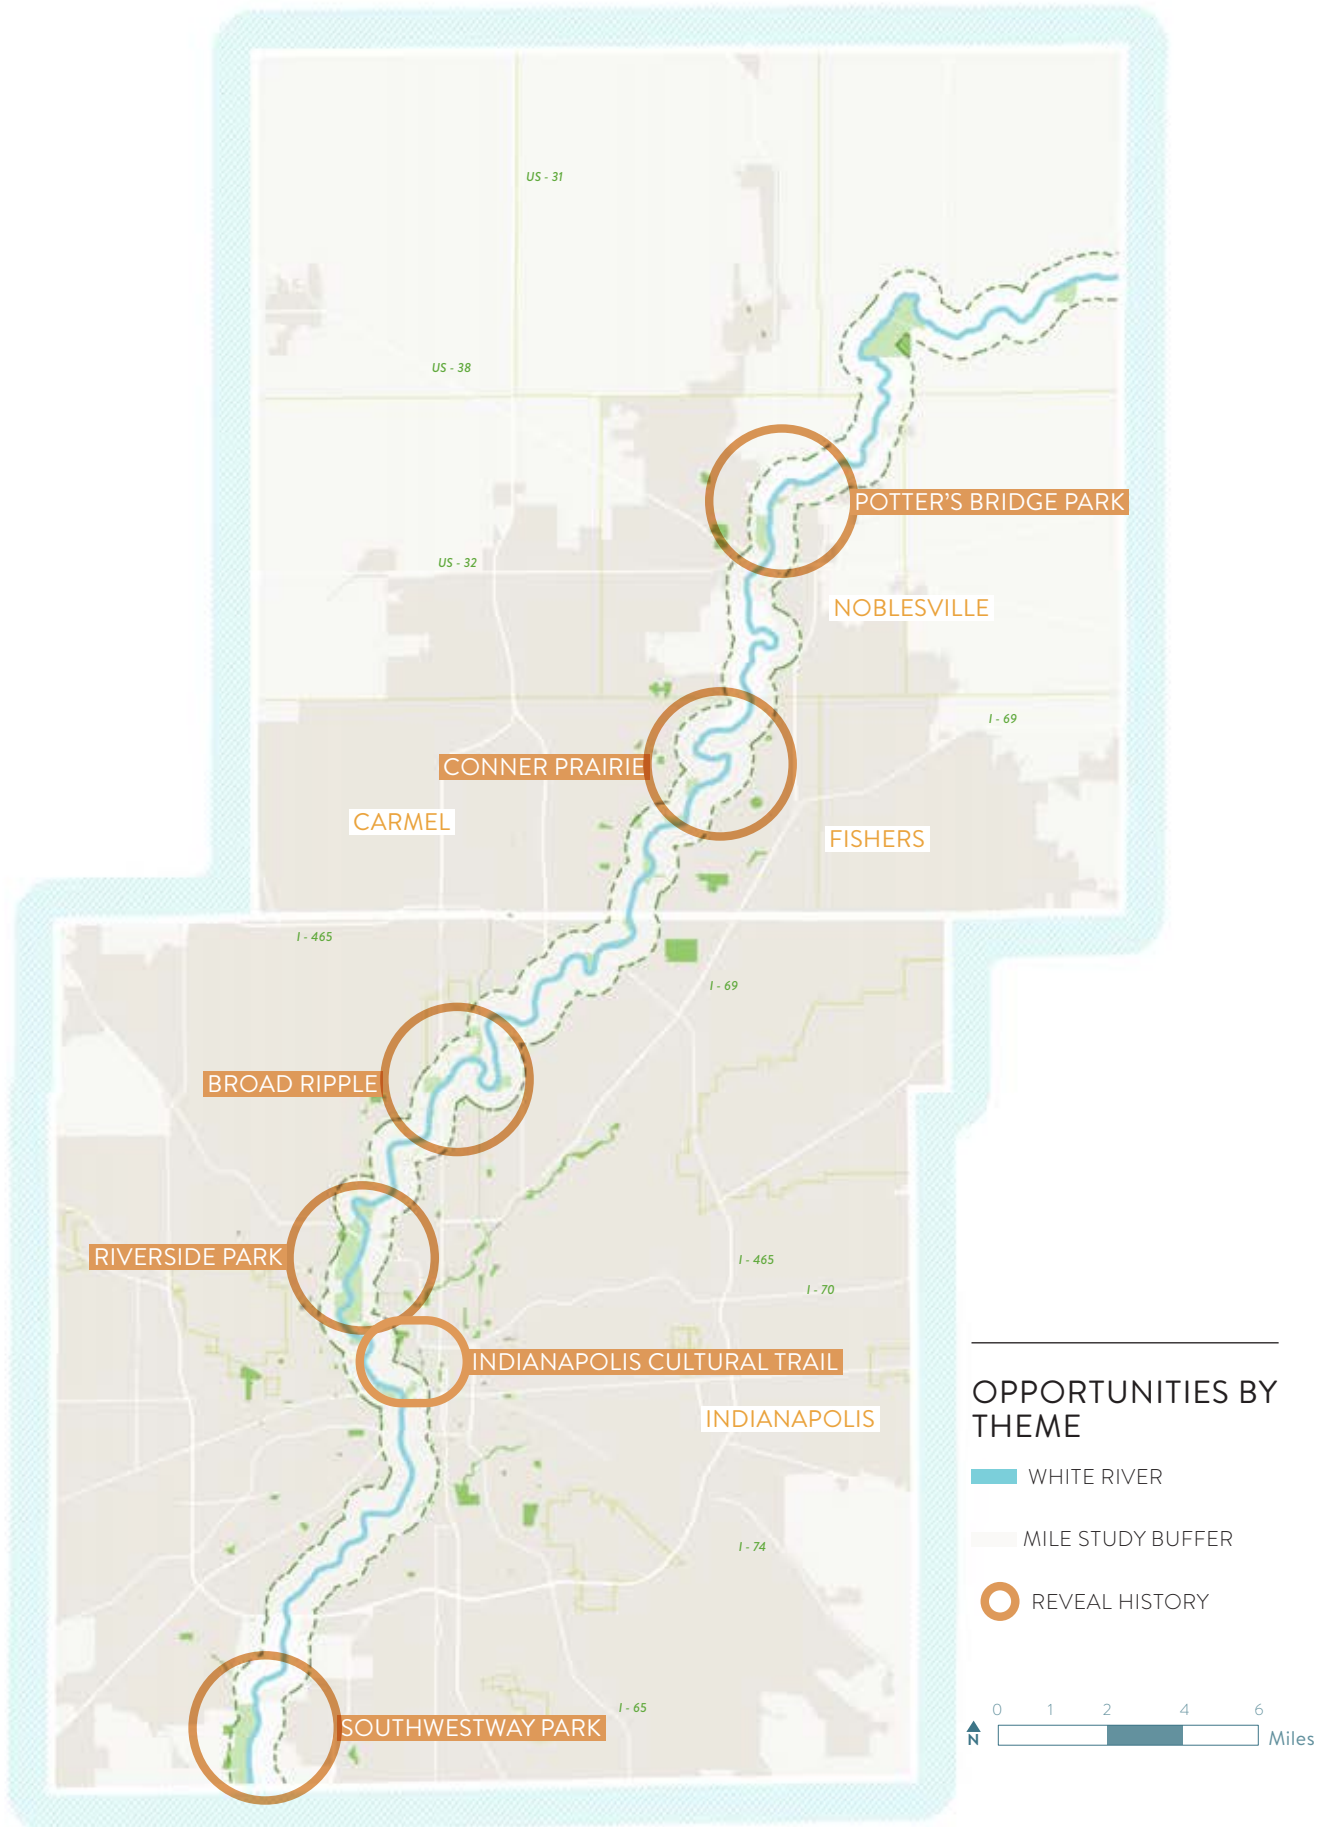 US - 31
US - 38
POTTER'S BRIDGE PARK
US - 32
NOBLESVILLE
I - 69
CONNER PRAIRIE
CARMEL
FISHERS
I - 465
I - 69
BROAD RIPPLE
RIVERSIDE PARK
I - 465
I - 70
INDIANAPOLIS CULTURAL TRAIL
INDIANAPOLIS
I - 74
I - 65
SOUTHWESTWAY PARK
OPPORTUNITIES BY
THEME
WHITE RIVER
MILE STUDY BUFFER
REVEAL HISTORY
0 1 2 4 6
N
Miles